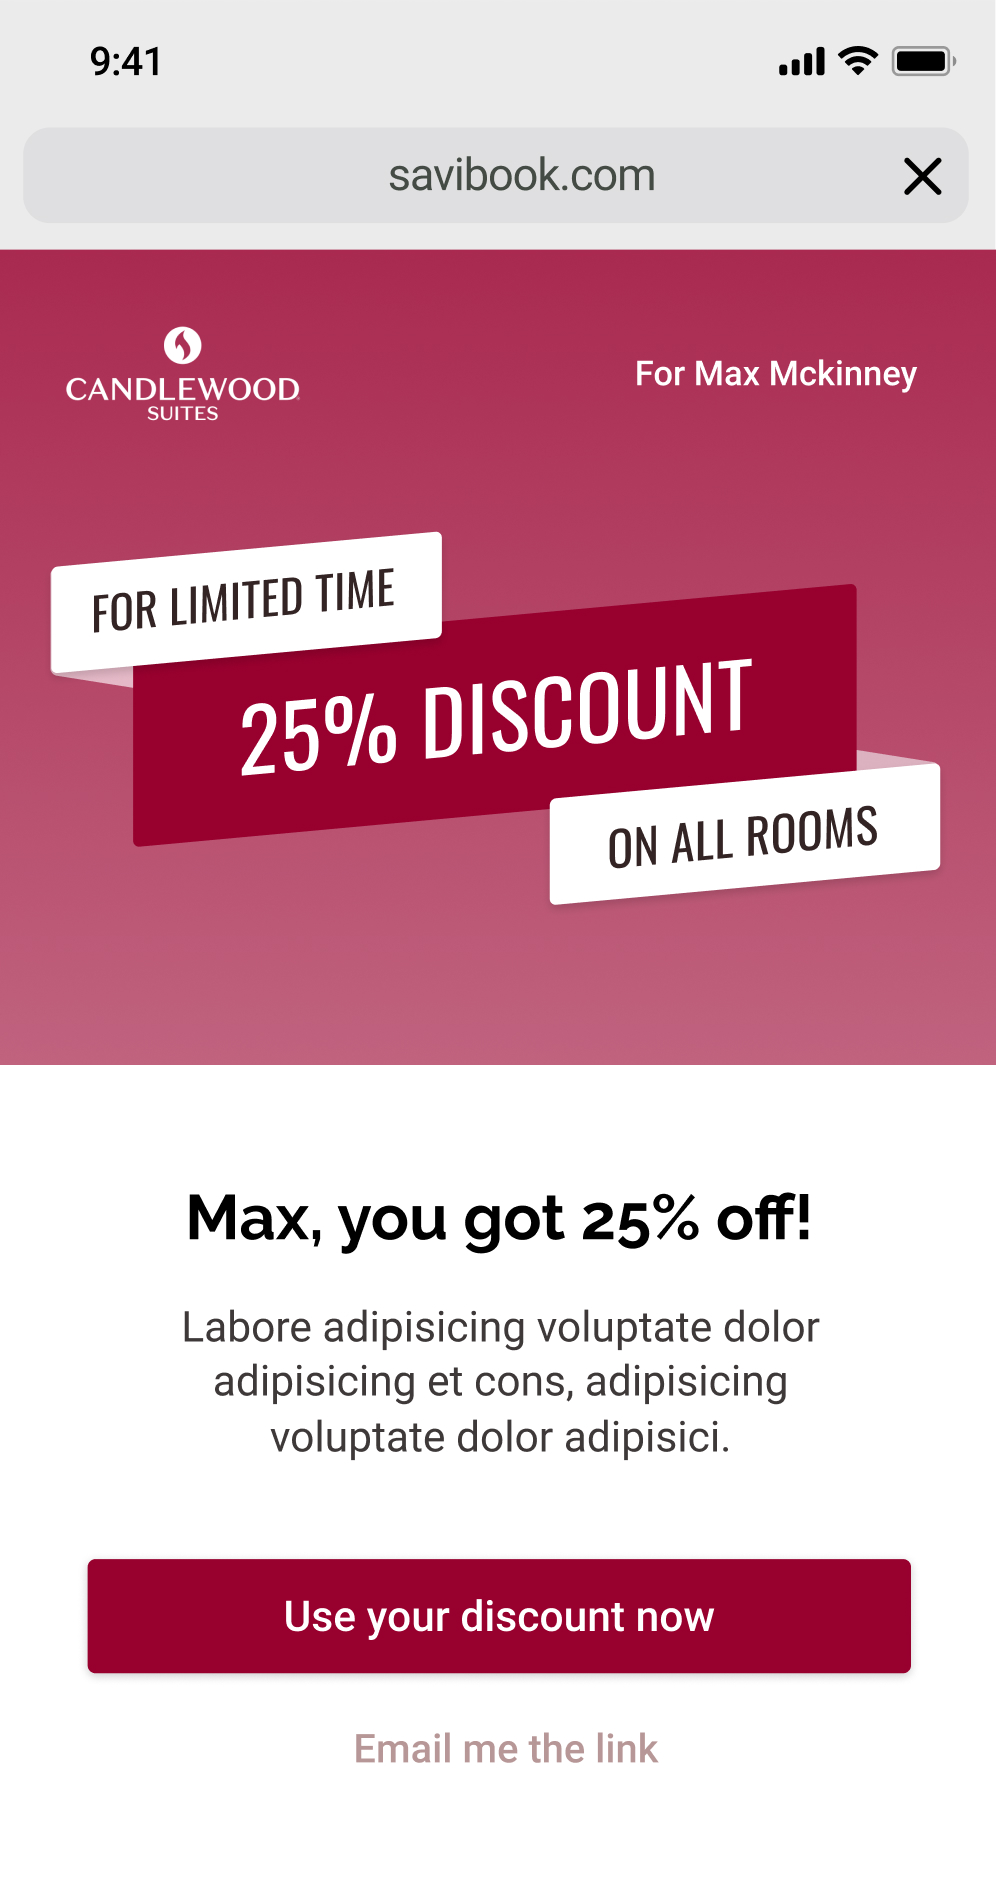 9:41
savibook.com
CANDLEWOOD
SUITES
For Max Mckinney
FOR LIMITED TIME
25% DISCOUNT
ON ALL ROOMS
Max, you got 25% off!
Labore adipisicing voluptate dolor
adipisicing et cons, adipisicing
voluptate dolor adipisici.
Use your discount now
Email me the link